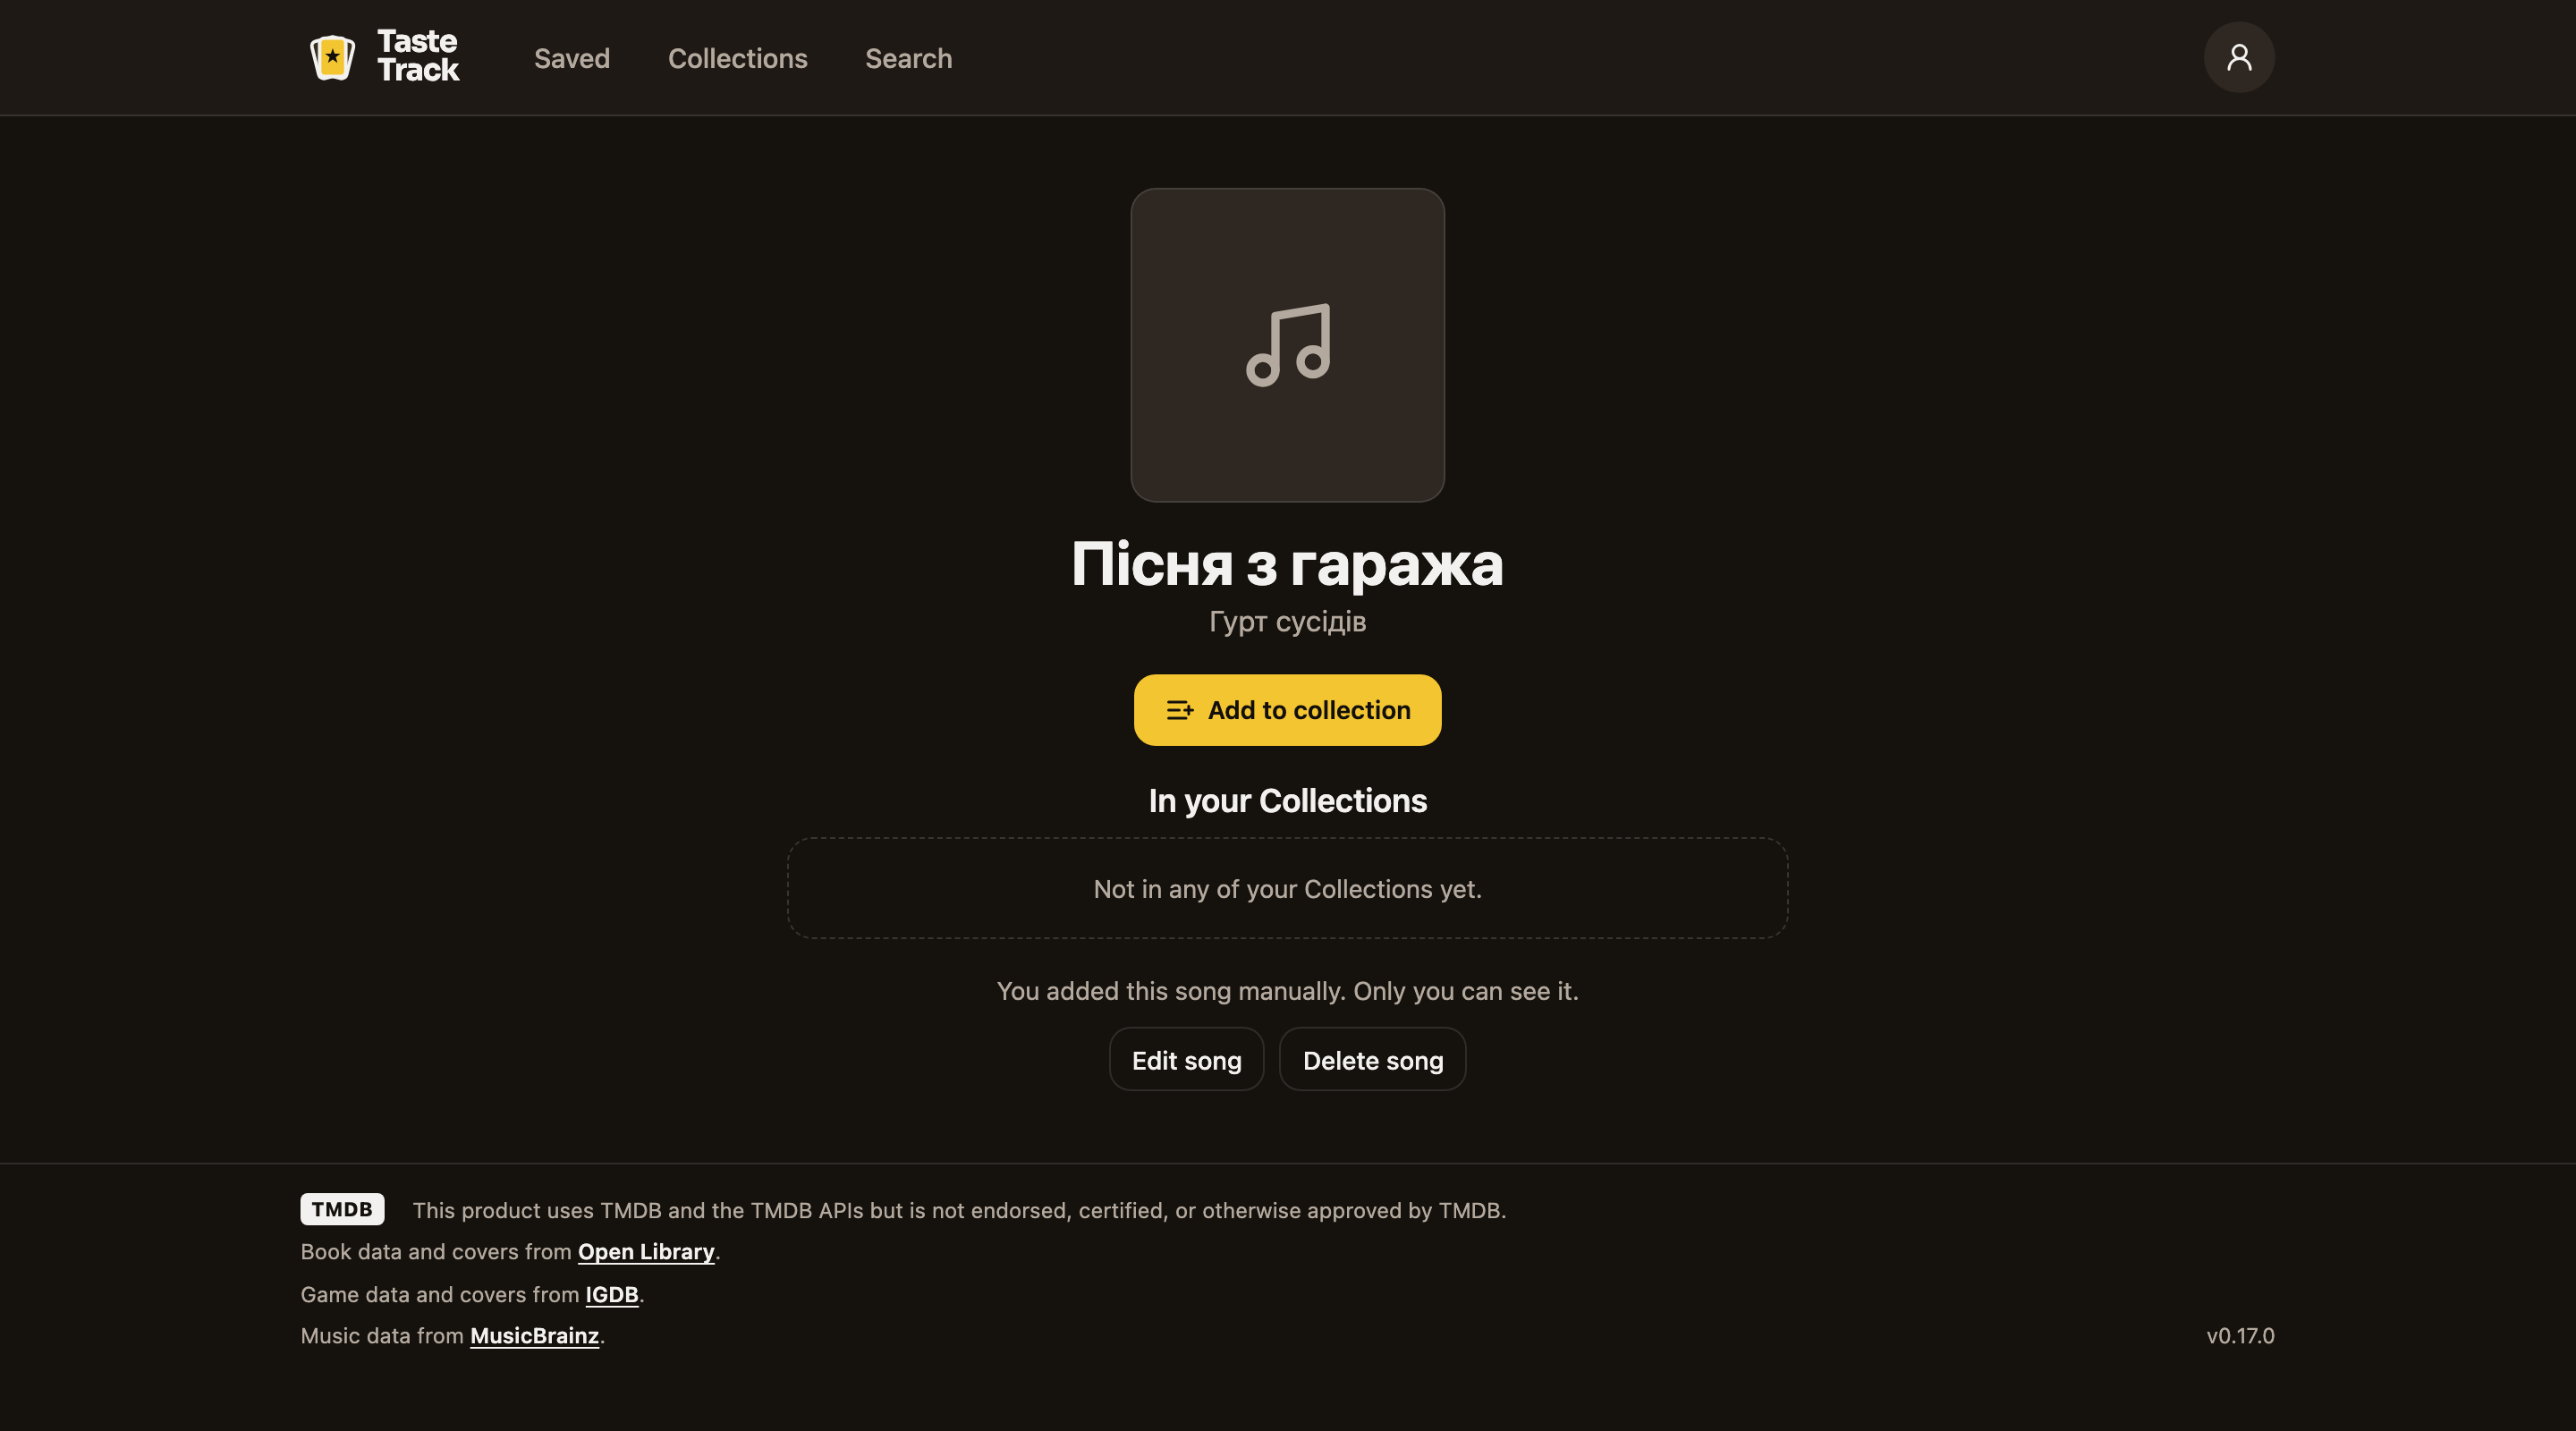 Taste
Track
Saved
Collections
Search
Пісня з гаража
Гурт сусідів
Add to collection
In your Collections
Not in any of your Collections yet.
You added this song manually. Only you can see it.
Edit song
Delete song
TMDB This product uses TMDB and the TMDB APIs but is not endorsed, certified, or otherwise approved by TMDB.
Book data and covers from Open Library.
Game data and covers from IGDB.
Music data from MusicBrainz.
v0.17.0